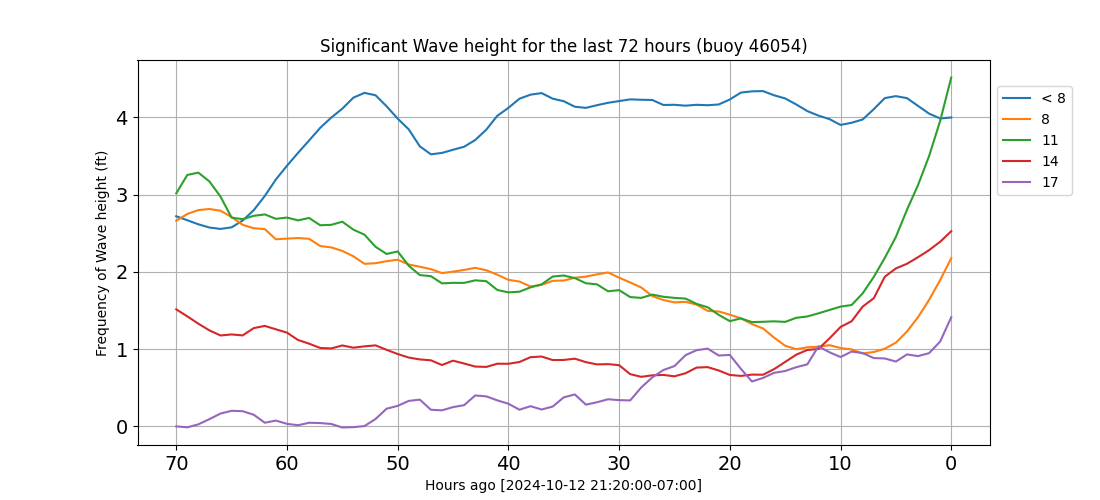 Significant Wave height for the last 72 hours (buoy 46054)
Frequency of Wave height (ft)
4
3
2
1
0
70 60 50 40 30 20 10 0
Hours ago [2024-10-12 21:20:00-07:00]
< 8
8
11
14
17